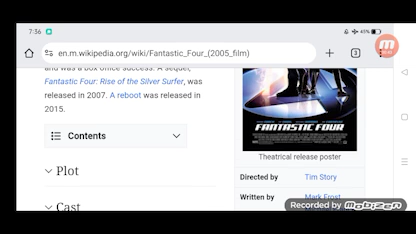 7:36
45%
en.m.wikipedia.org/wiki/Fantastic_Four_(2005_film)
3
and was a box office success. A sequel,
Fantastic Four: Rise of the Silver Surfer, was
released in 2007. A reboot was released in
2015.
Contents
Plot
Cast
FANTASTIC FOUR
Theatrical release poster
Directed by Tim Story
Written by Mark Frost
Recorded by Mobizen